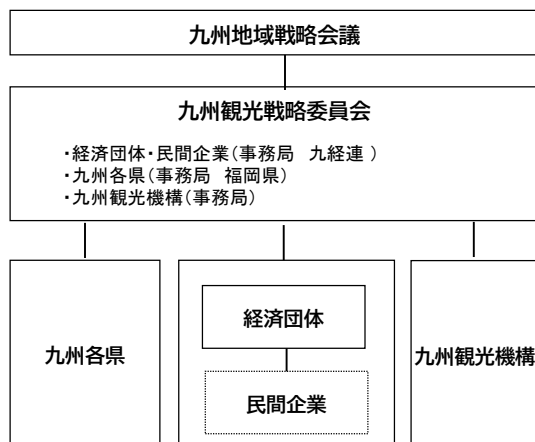 九州地域戦略会議
九州観光戦略委員会
・経済団体・民間企業(事務局 九経連 )
・九州各県(事務局 福岡県)
・九州観光機構(事務局)
経済団体
九州各県
九州観光機構
民間企業